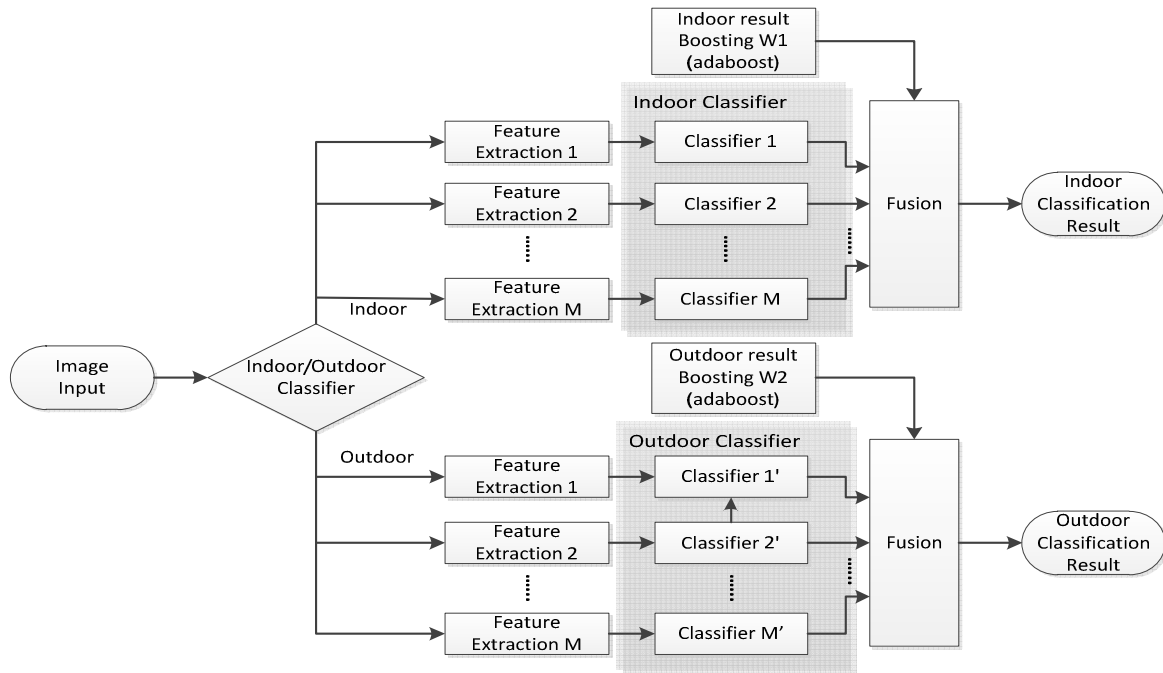 Indoor result
Boosting W1
(adaboost)
Indoor Classifier
Feature
Extraction 1
Classifier 1
Feature
Extraction 2
Classifier 2
Fusion
Indoor
Classification
Result
Feature
Extraction M
Classifier M
Indoor
Image
Input
Indoor/Outdoor
Classifier
Outdoor result
Boosting W2
(adaboost)
Outdoor Classifier
Outdoor
Feature
Extraction 1
Classifier 1'
Feature
Extraction 2
Classifier 2'
Fusion
Outdoor
Classification
Result
Feature
Extraction M
Classifier M’